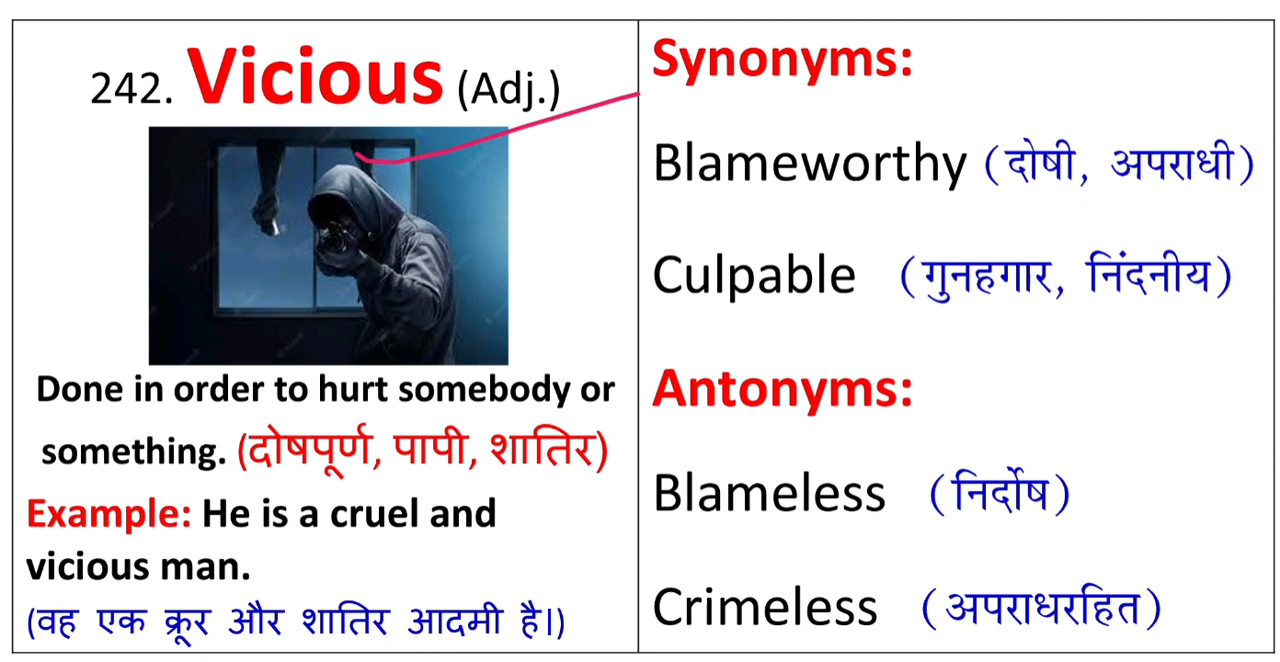 242. Vicious (Adj.)
Done in order to hurt somebody or
something. (दोषपूर्ण, पापी, शातिर)
Example: He is a cruel and
vicious man.
(वह एक क्रूर और शातिर आदमी है।)
Synonyms:
Blameworthy (दोषी, अपराधी)
Culpable (गुनहगार, निंदनीय)
Antonyms:
Blameless (निर्दोष)
Crimeless (अपराधरहित)